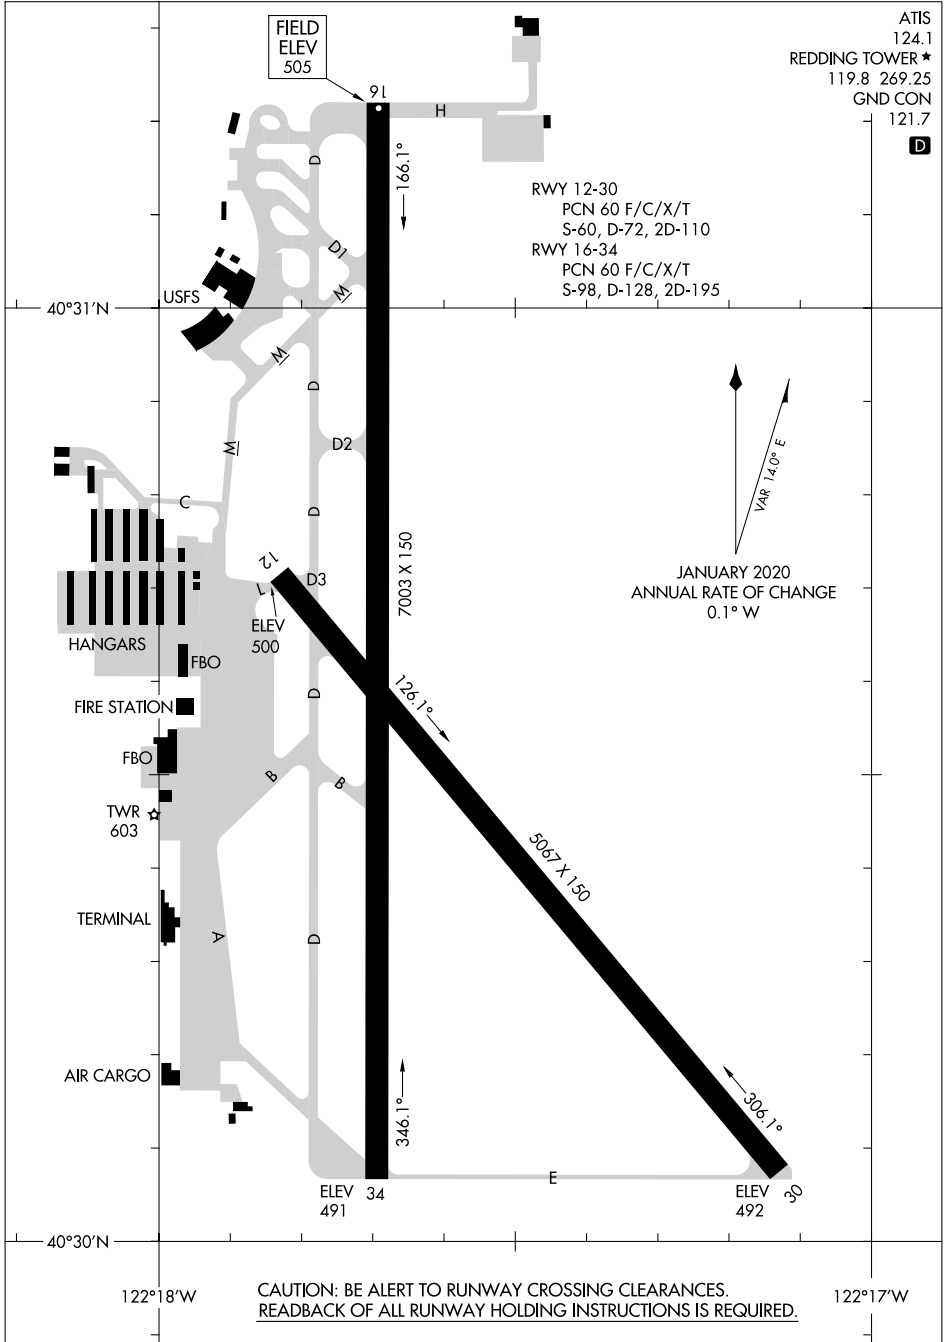 FIELD
ELEV
505
ATIS
124.1
REDDING TOWER ★
119.8 269.25
GND CON
121.7
D
16
H
166.1°
D
RWY 12-30
PCN 60 F/C/X/T
S-60, D-72, 2D-110
RWY 16-34
PCN 60 F/C/X/T
S-98, D-128, 2D-195
D1
W
USFS
40°31'N
W
D
D2
W
VAR 14.0° E
C
D
7003 X 150
12
L
D3
JANUARY 2020
ANNUAL RATE OF CHANGE
0.1° W
ELEV
500
HANGARS
FBO
D
126.1°
FIRE STATION
FBO
B
B
TWR
603
5067 X 150
TERMINAL
A
D
AIR CARGO
346.1°
306.1°
E
ELEV
491
34
ELEV
492
30
40°30'N
122°18'W
122°17'W
CAUTION: BE ALERT TO RUNWAY CROSSING CLEARANCES.
READBACK OF ALL RUNWAY HOLDING INSTRUCTIONS IS REQUIRED.